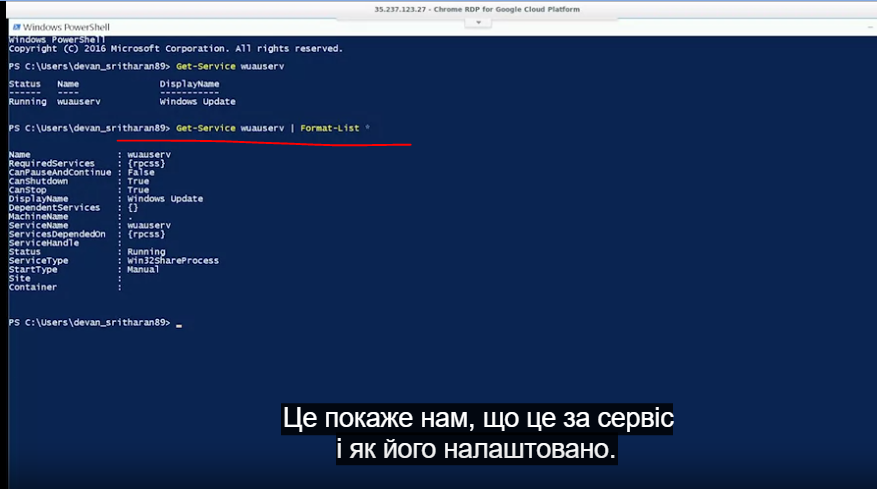 35.237.123.27 - Chrome RDP for Google Cloud Platform
Windows PowerShell
Windows PowerShell
Copyright (C) 2016 Microsoft Corporation. All rights reserved.
PS C:\Users\devan_sritharan89> Get-Service wuauserv
Status Name DisplayName
------ ---- -----------
Running wuauserv Windows Update
PS C:\Users\devan_sritharan89> Get-Service wuauserv | Format-List *
Name : wuauserv
RequiredServices : {rpcss}
CanPauseAndContinue : False
CanShutdown : True
CanStop : True
DisplayName : Windows Update
DependentServices : {}
MachineName : .
ServiceName : wuauserv
ServicesDependedOn : {rpcss}
ServiceHandle :
Status : Running
ServiceType : Win32ShareProcess
StartType : Manual
Site :
Container :
PS C:\Users\devan_sritharan89> _
Це покаже нам, що це за сервіс
і як його налаштовано.